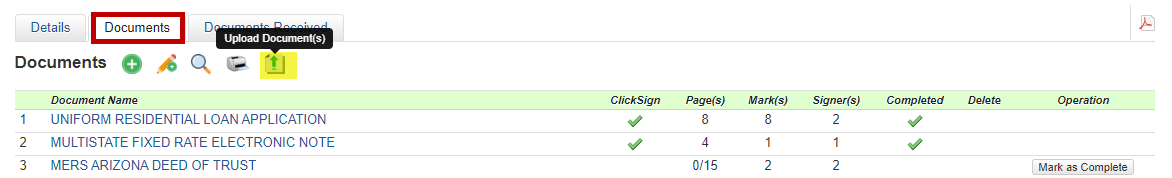 Details Documents Documents Received
Upload Document(s)
Documents
Document Name ClickSign Page(s) Mark(s) Signer(s) Completed Delete Operation
1 UNIFORM RESIDENTIAL LOAN APPLICATION 8 8 2
2 MULTISTATE FIXED RATE ELECTRONIC NOTE 4 1 1
3 MERS ARIZONA DEED OF TRUST 0/15 2 2 Mark as Complete